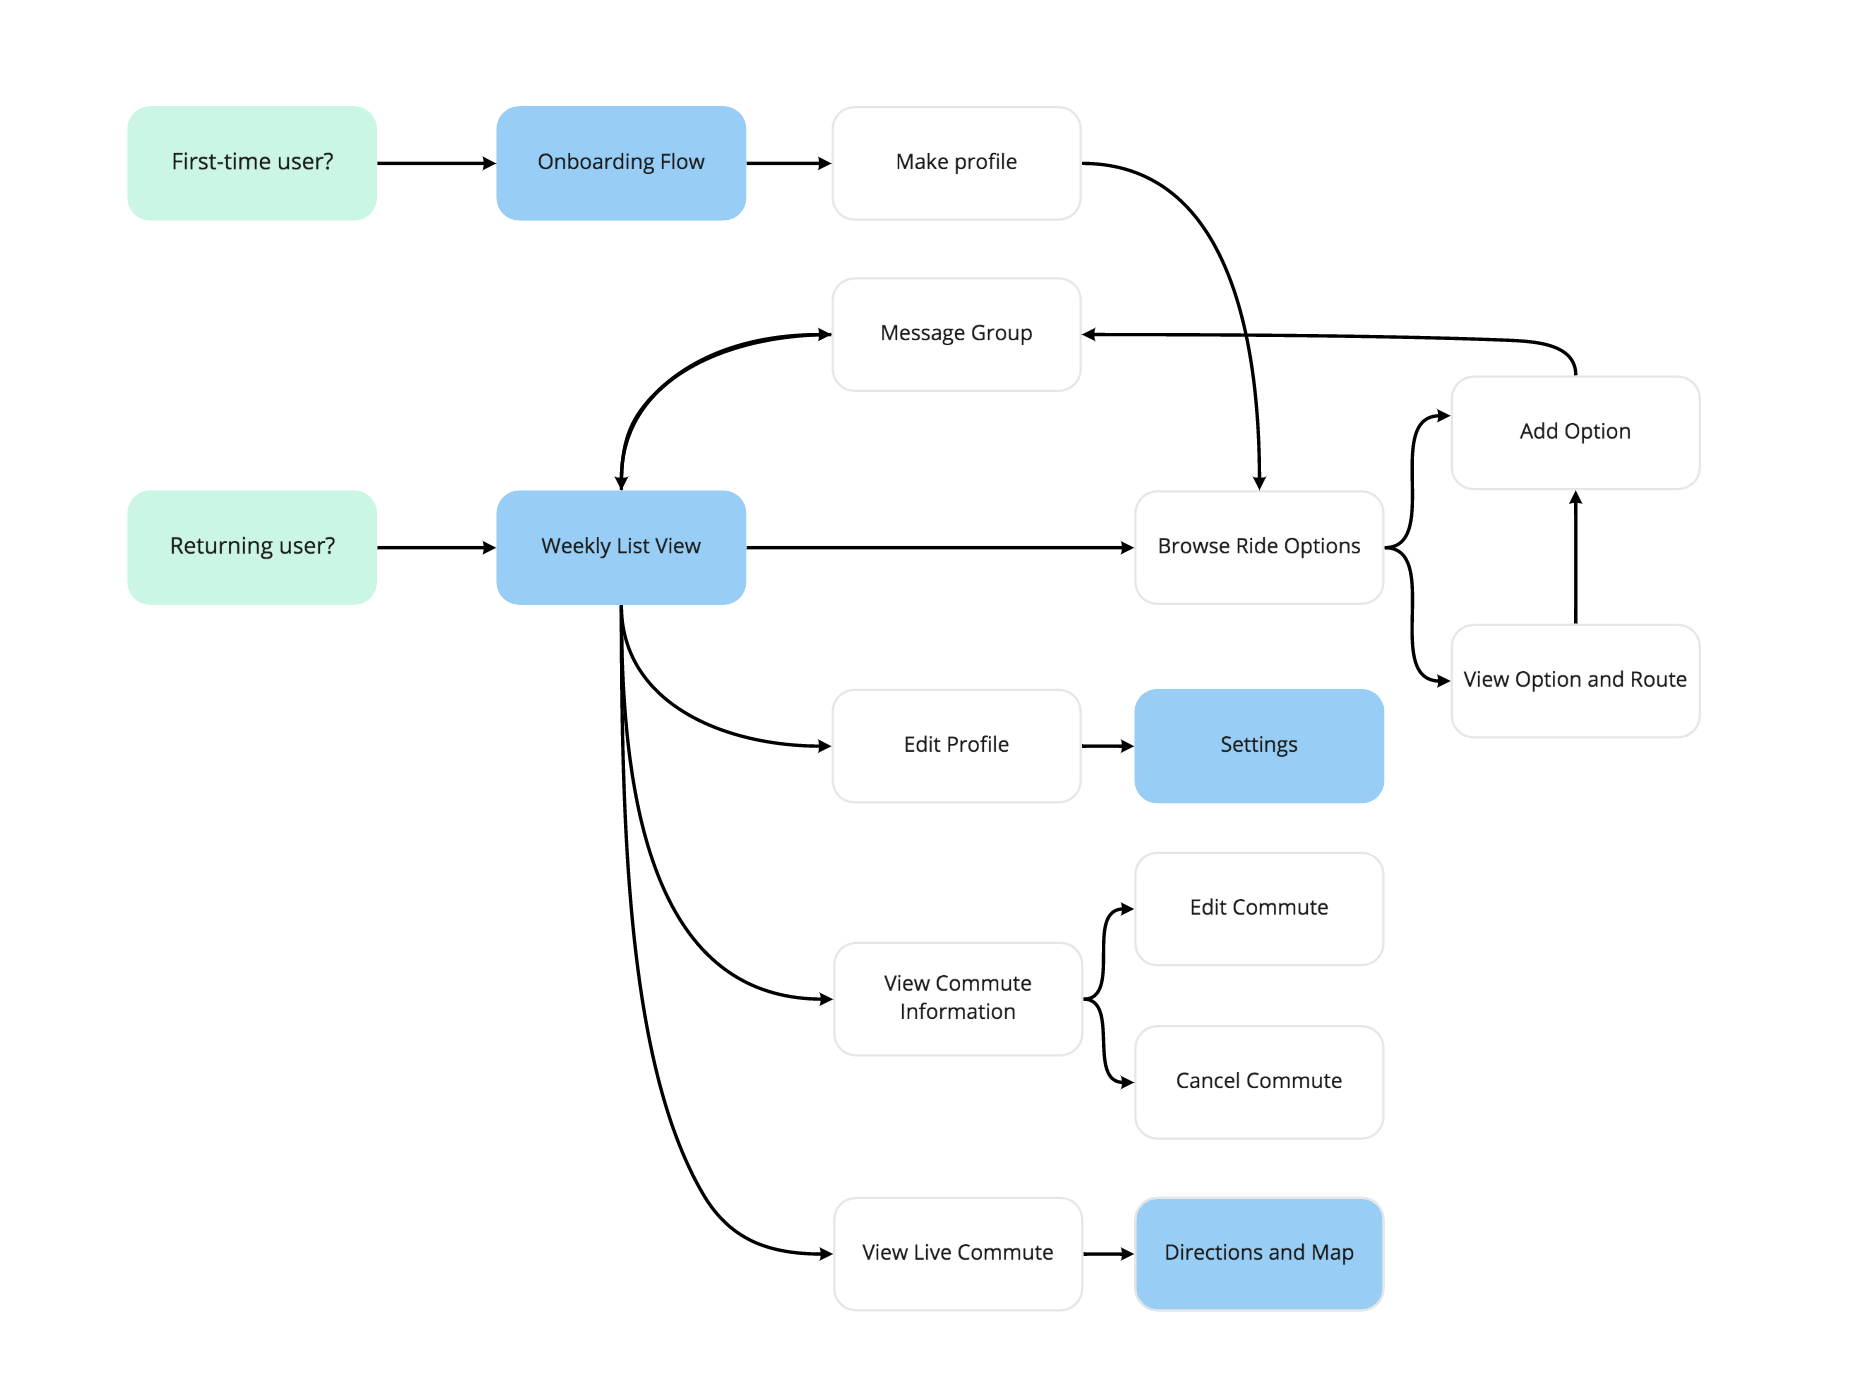 First-time user?
Onboarding Flow
Make profile
Message Group
Add Option
Returning user?
Weekly List View
Browse Ride Options
View Option and Route
Edit Profile
Settings
Edit Commute
View Commute
Information
Cancel Commute
View Live Commute
Directions and Map